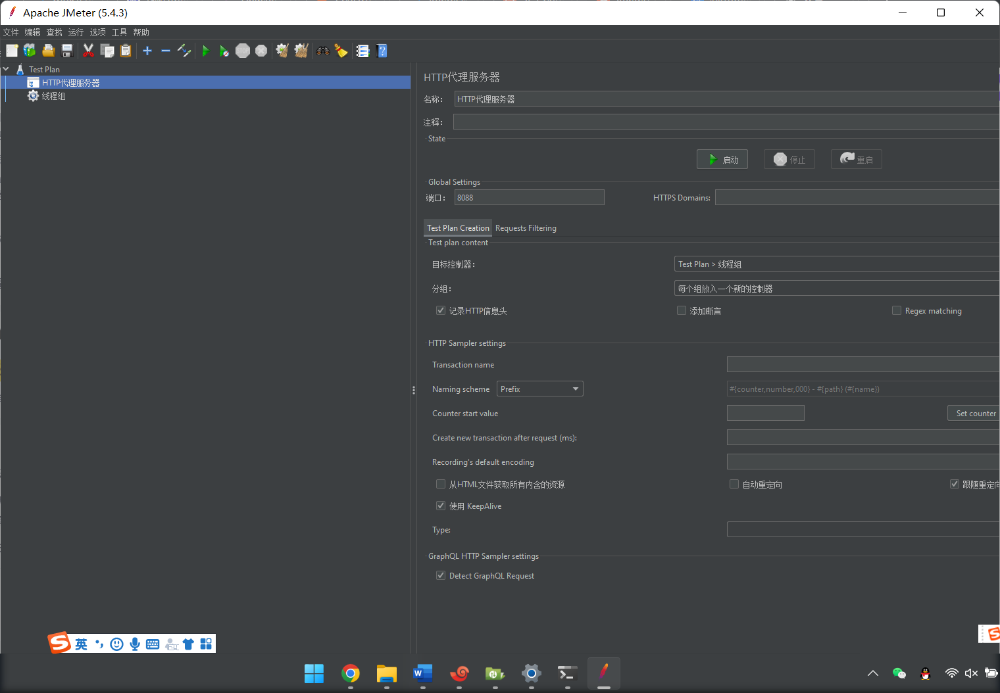 Apache JMeter (5.4.3)
文件 编辑 查找 运行 选项 工具 帮助
STOP
Test Plan
HTTP代理服务器
线程组
HTTP代理服务器
名称： HTTP代理服务器
注释：
State
启动 停止 重启
Global Settings
端口： 8088 HTTPS Domains:
Test Plan Creation Requests Filtering
Test plan content
目标控制器： Test Plan > 线程组
分组： 每个组放入一个新的控制器
记录HTTP信息头 添加断言 Regex matching
HTTP Sampler settings
Transaction name
Naming scheme Prefix #{counter,number,000} - #{path} (#{name})
Counter start value Set counter
Create new transaction after request (ms):
Recording's default encoding
从HTML文件获取所有内含的资源 自动重定向 跟随重定向
使用 KeepAlive
Type:
GraphQL HTTP Sampler settings
Detect GraphQL Request
S 英
S
W